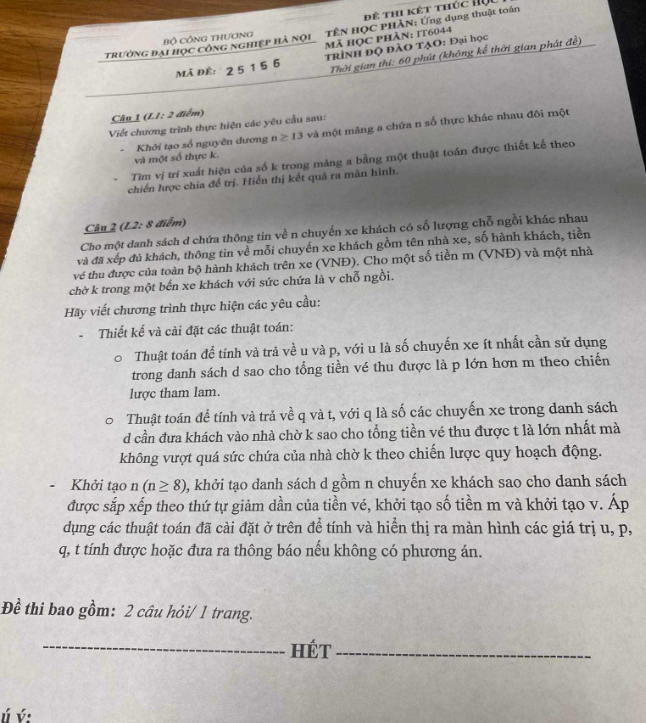 ĐỀ THI KẾT THÚC HỌC
BỘ CÔNG THƯƠNG
TÊN HỌC PHẦN: Ứng dụng thuật toán
TRƯỜNG ĐẠI HỌC CÔNG NGHIỆP HÀ NỘI
MÃ HỌC PHẦN: IT6044
TRÌNH ĐỘ ĐÀO TẠO: Đại học
MÃ ĐỀ: 25156
Thời gian thi: 60 phút (không kể thời gian phát đề)
Câu 1 (L1: 2 điểm)
Viết chương trình thực hiện các yêu cầu sau:
- Khởi tạo số nguyên dương n ≥ 13 và một mảng a chứa n số thực khác nhau đôi một
và một số thực k.
- Tìm vị trí xuất hiện của số k trong mảng a bằng một thuật toán được thiết kế theo
chiến lược chia để trị. Hiển thị kết quả ra màn hình.
Câu 2 (L2: 8 điểm)
Cho một danh sách d chứa thông tin về n chuyến xe khách có số lượng chỗ ngồi khác nhau
và đã xếp đủ khách, thông tin về mỗi chuyến xe khách gồm tên nhà xe, số hành khách, tiền
vé thu được của toàn bộ hành khách trên xe (VNĐ). Cho một số tiền m (VNĐ) và một nhà
chờ k trong một bến xe khách với sức chứa là v chỗ ngồi.
Hãy viết chương trình thực hiện các yêu cầu:
- Thiết kế và cài đặt các thuật toán:
o Thuật toán để tính và trả về u và p, với u là số chuyến xe ít nhất cần sử dụng
trong danh sách d sao cho tổng tiền vé thu được là p lớn hơn m theo chiến
lược tham lam.
o Thuật toán để tính và trả về q và t, với q là số các chuyến xe trong danh sách
d cần đưa khách vào nhà chờ k sao cho tổng tiền vé thu được t là lớn nhất mà
không vượt quá sức chứa của nhà chờ k theo chiến lược quy hoạch động.
- Khởi tạo n (n ≥ 8), khởi tạo danh sách d gồm n chuyến xe khách sao cho danh sách
được sắp xếp theo thứ tự giảm dần của tiền vé, khởi tạo số tiền m và khởi tạo v. Áp
dụng các thuật toán đã cài đặt ở trên để tính và hiển thị ra màn hình các giá trị u, p,
q, t tính được hoặc đưa ra thông báo nếu không có phương án.
Đề thi bao gồm: 2 câu hỏi/ 1 trang.
HẾT
ú ý: